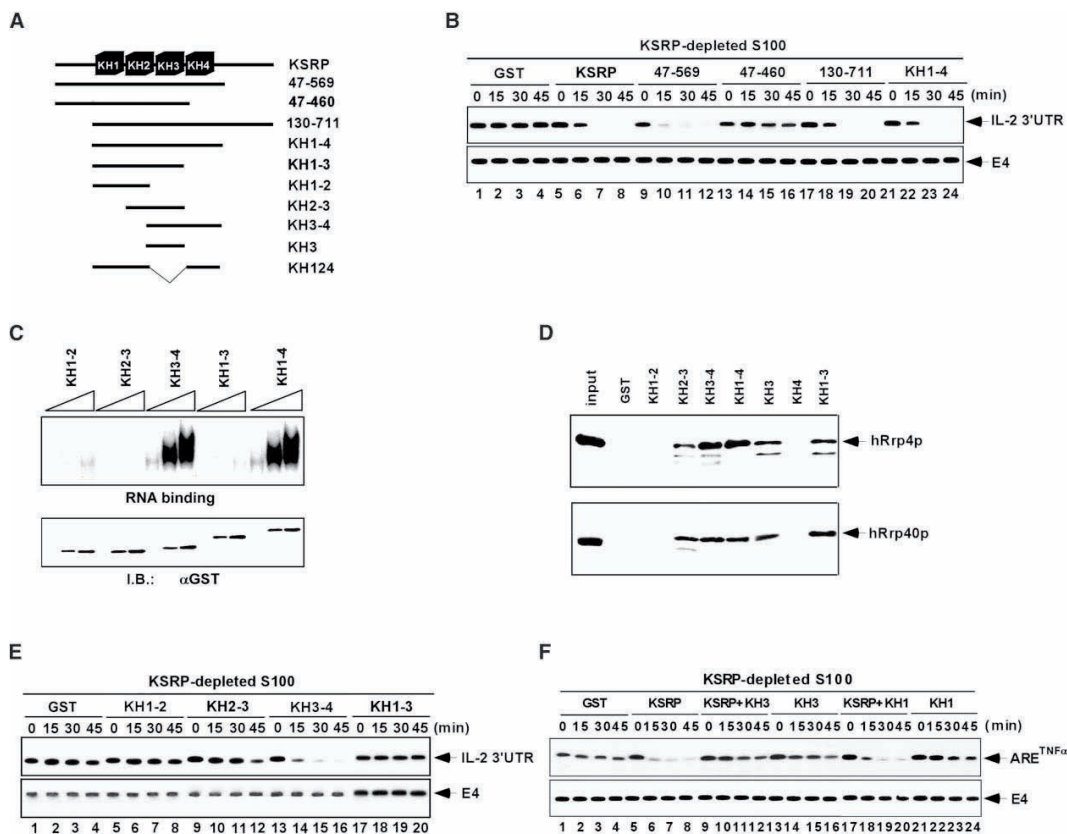 A
KH1 KH2 KH3 KH4 KSRP
47-569
47-460
130-711
KH1-4
KH1-3
KH1-2
KH2-3
KH3-4
KH3
KH124
B
KSRP-depleted S100
GST KSRP 47-569 47-460 130-711 KH1-4
0 15 30 45 0 15 30 45 0 15 30 45 0 15 30 45 0 15 30 45 0 15 30 45 (min)
IL-2 3'UTR
E4
1 2 3 4 5 6 7 8 9 10 11 12 13 14 15 16 17 18 19 20 21 22 23 24
C
KH1-2 KH2-3 KH3-4 KH1-3 KH1-4
RNA binding
I.B.: αGST
D
input GST KH1-2 KH2-3 KH3-4 KH1-4 KH3 KH4 KH1-3
hRrp4p
hRrp40p
E
KSRP-depleted S100
GST KH1-2 KH2-3 KH3-4 KH1-3
0 15 30 45 0 15 30 45 0 15 30 45 0 15 30 45 0 15 30 45 (min)
IL-2 3'UTR
E4
1 2 3 4 5 6 7 8 9 10 11 12 13 14 15 16 17 18 19 20
F
KSRP-depleted S100
GST KSRP KSRP+KH3 KH3 KSRP+KH1 KH1
0 15 30 45 0 15 30 45 0 15 30 45 0 15 30 45 0 15 30 45 0 15 30 45 (min)
ARE TNFα
E4
1 2 3 4 5 6 7 8 9 10 11 12 13 14 15 16 17 18 19 20 21 22 23 24